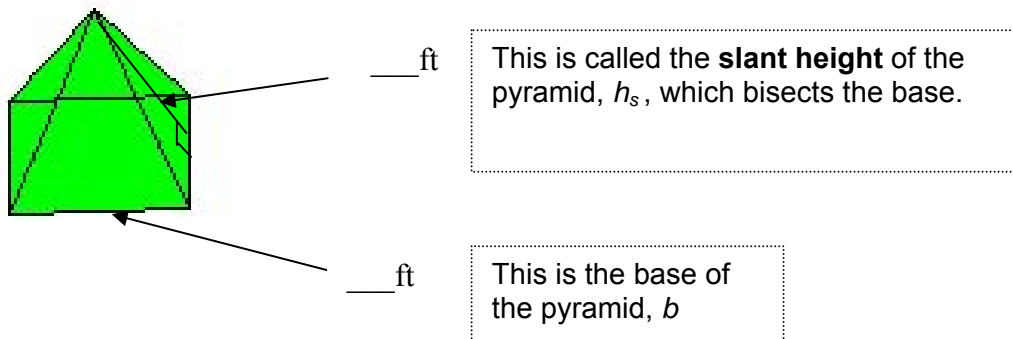 ___ft
This is called the slant height of the
pyramid, hs , which bisects the base.
___ft
This is the base of
the pyramid, b